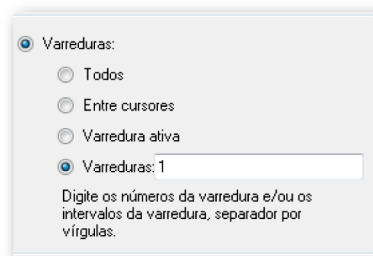 Varreduras:
Todos
Entre cursores
Varredura ativa
Varreduras: 1
Digite os números da varredura e/ou os
intervalos da varredura, separador por
vírgulas.